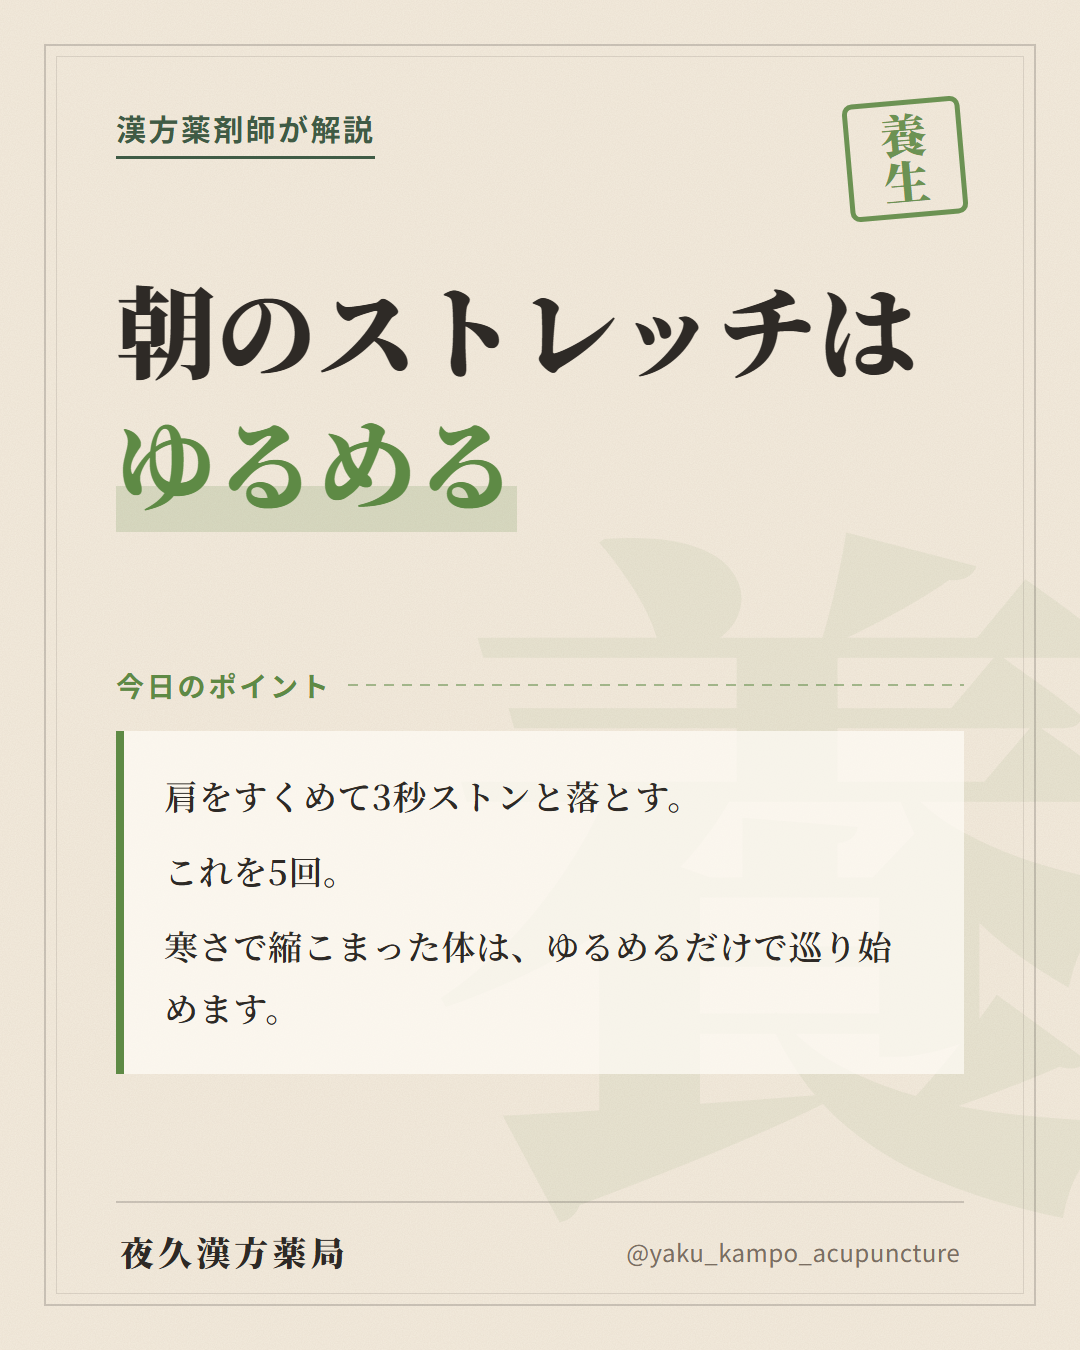 漢方薬剤師が解説
養
生
朝のストレッチは
ゆるめる
今日のポイント
肩をすくめて3秒ストンと落とす。
これを5回。
寒さで縮こまった体は、ゆるめるだけで巡り始
めます。
養
夜久漢方薬局
@yaku_kampo_acupuncture